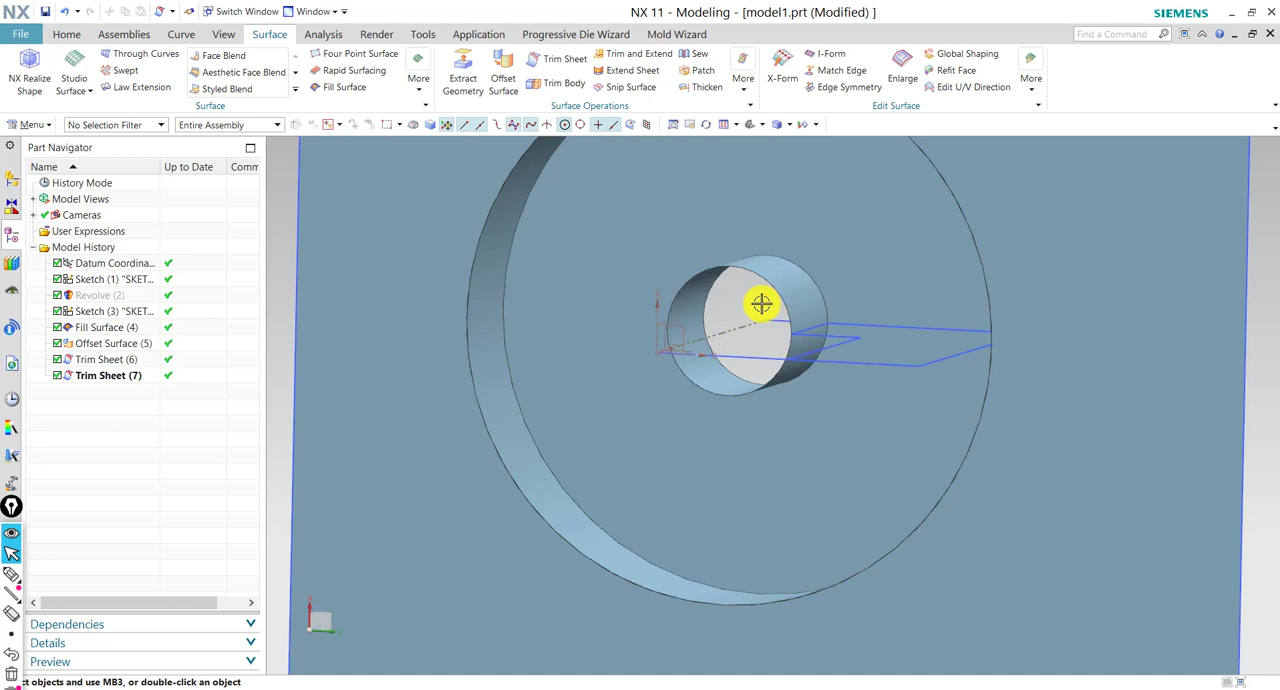 NX
Switch Window
Window
NX 11 - Modeling - [model1.prt (Modified) ]
SIEMENS
File
Home
Assemblies
Curve
View
Surface
Analysis
Render
Tools
Application
Progressive Die Wizard
Mold Wizard
Find a Command
NX Realize Shape
Studio Surface
Through Curves
Swept
Law Extension
Face Blend
Aesthetic Face Blend
Styled Blend
Four Point Surface
Rapid Surfacing
Fill Surface
More
Surface
Extract Geometry
Offset Surface
Trim Sheet
Trim Body
Trim and Extend
Extend Sheet
Snip Surface
Sew
Patch
Thicken
More
Surface Operations
X-Form
I-Form
Match Edge
Edge Symmetry
Enlarge
Global Shaping
Refit Face
Edit U/V Direction
More
Edit Surface
Menu
No Selection Filter
Entire Assembly
Part Navigator
Name
Up to Date
Comm
History Mode
Model Views
Cameras
User Expressions
Model History
Datum Coordina...
Sketch (1) "SKET...
Revolve (2)
Sketch (3) "SKET...
Fill Surface (4)
Offset Surface (5)
Trim Sheet (6)
Trim Sheet (7)
Dependencies
Details
Preview
ct objects and use MB3, or double-click an object